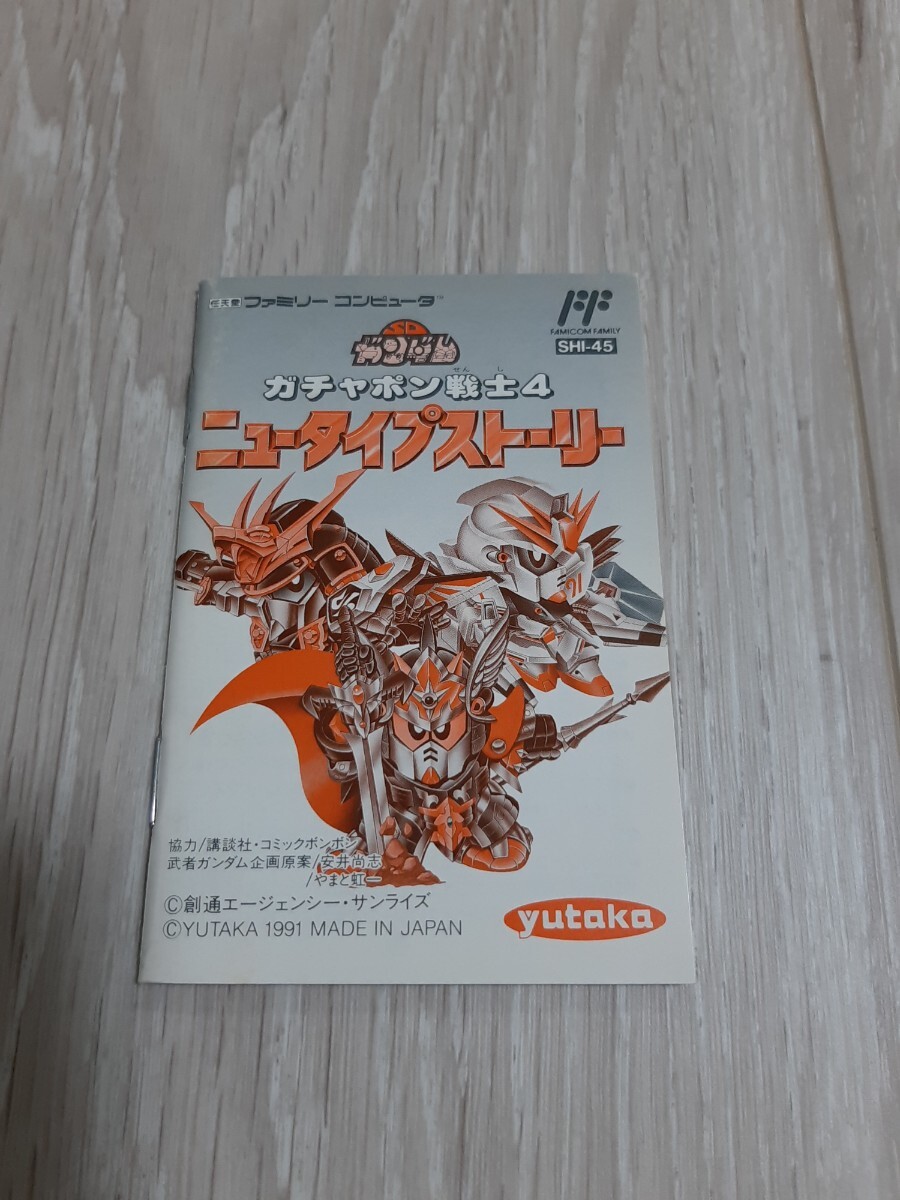 任天堂 ファミリー コンピュータ™
FAMICOM FAMILY
SHI-45
SD
ガンダム
ガチャポン戦士4
せんし
ニュータイプストーリー
協力/講談社・コミックボンボン
武者ガンダム企画原案/安井尚志
/やまと虹一
©創通エージェンシー・サンライズ
©YUTAKA 1991 MADE IN JAPAN
yutaka